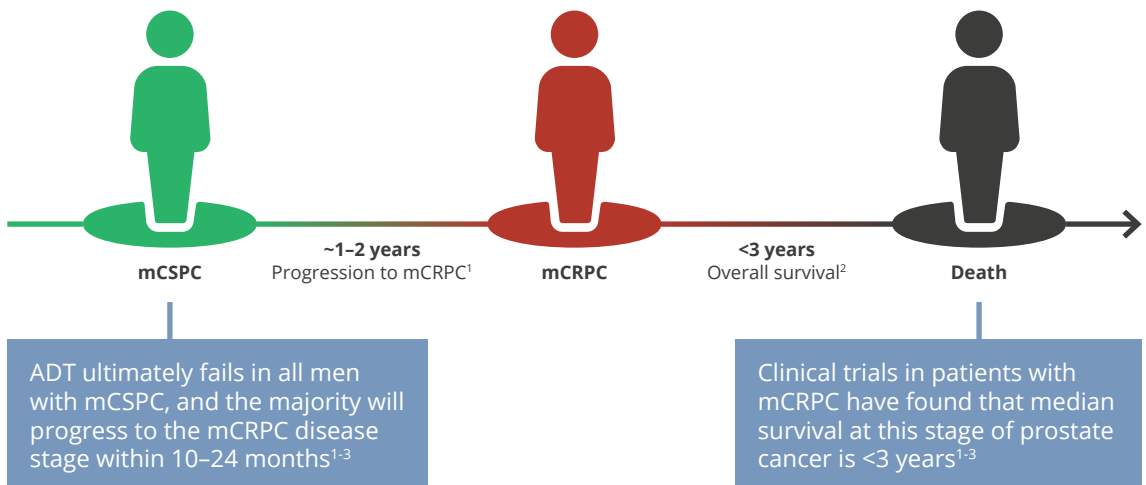 ~1–2 years
Progression to mCRPC¹
<3 years
Overall survival²
mCSPC
mCRPC
Death
ADT ultimately fails in all men
with mCSPC, and the majority will
progress to the mCRPC disease
stage within 10–24 months¹⁻³
Clinical trials in patients with
mCRPC have found that median
survival at this stage of prostate
cancer is <3 years¹⁻³